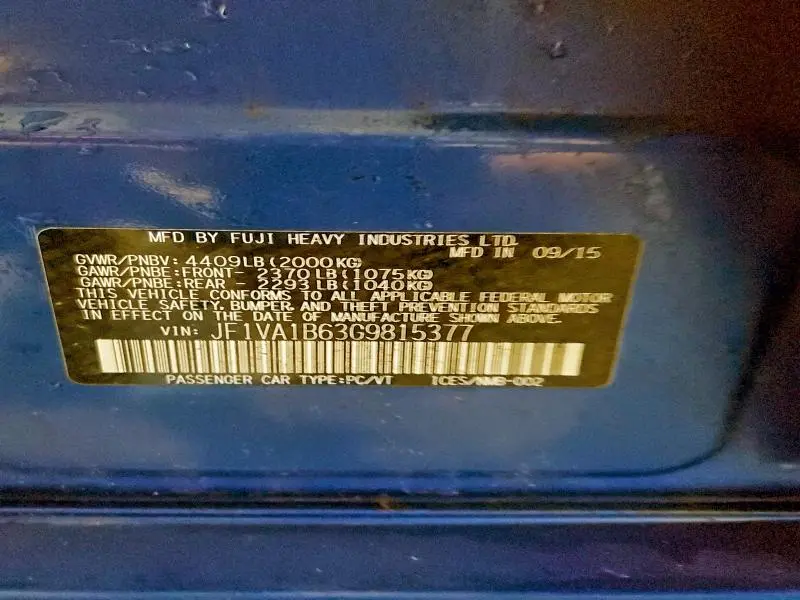 MFD BY FUJI HEAVY INDUSTRIES LTD.
MFD IN 09/15
GVWR/PNBV: 4409LB(2000KG)
GAWR/PNBE:FRONT- 2370LB(1075KG)
GAWR/PNBE:REAR - 2293LB(1040KG)
THIS VEHICLE CONFORMS TO ALL APPLICABLE FEDERAL MOTOR
VEHICLE SAFETY, BUMPER, AND THEFT PREVENTION STANDARDS
IN EFFECT ON THE DATE OF MANUFACTURE SHOWN ABOVE.
VIN: JF1VA1B63G9815377
PASSENGER CAR TYPE:PC/VT ICES/NMB-002